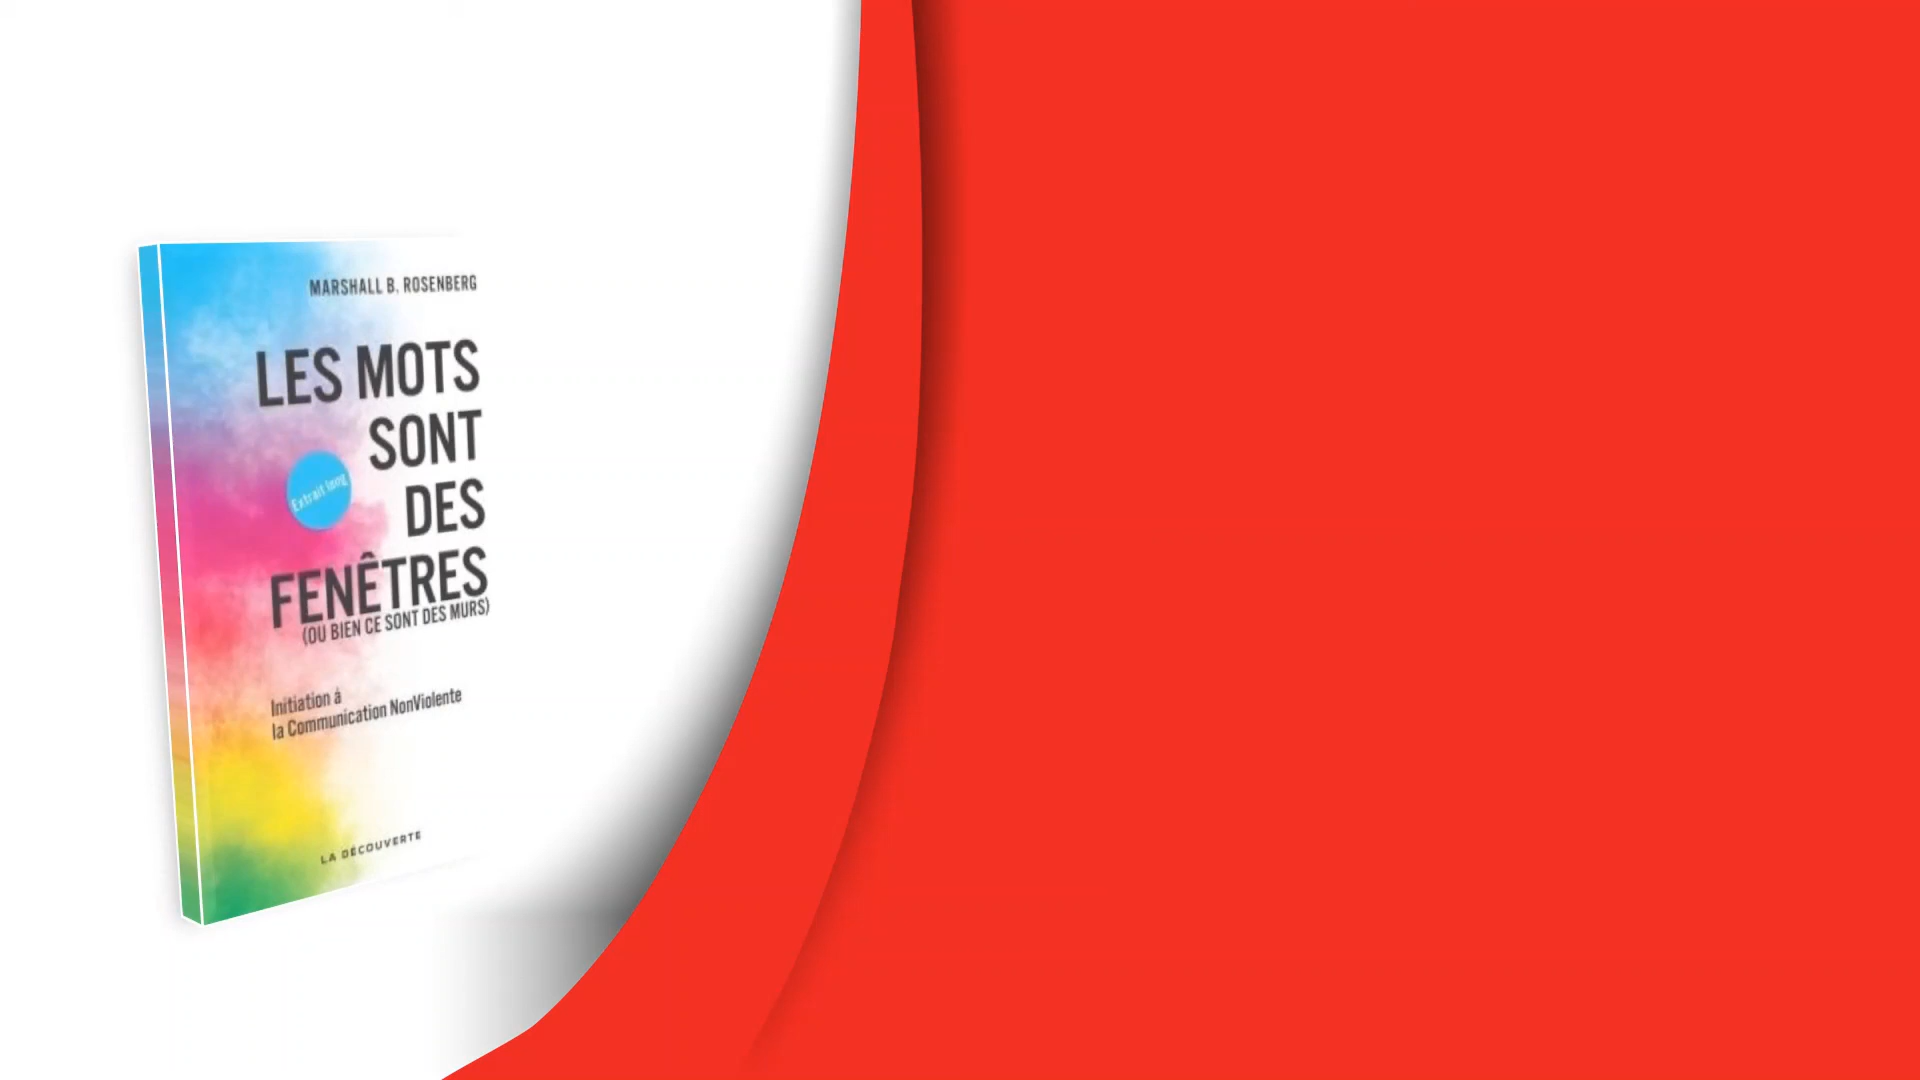 MARSHALL B. ROSENBERG
LES MOTS
SONT
Extrait long
DES
FENÊTRES
(OU BIEN CE SONT DES MURS)
Initiation à
la Communication NonViolente
LA DÉCOUVERTE